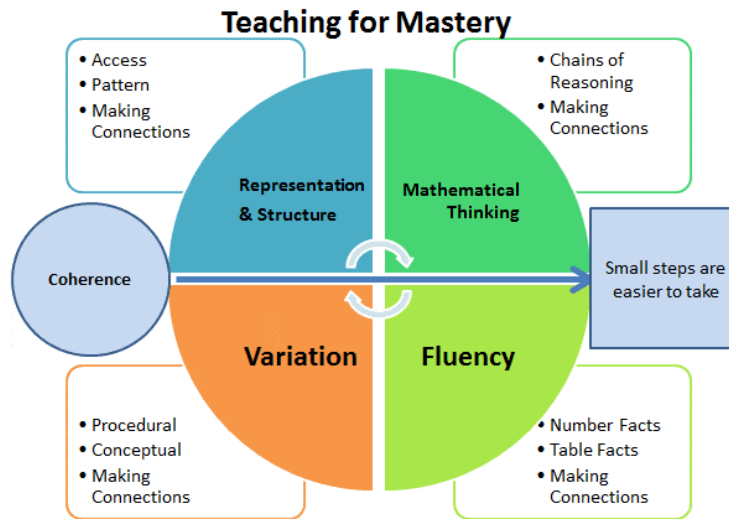 Teaching for Mastery
• Access
• Pattern
• Making
Connections
• Chains of
Reasoning
• Making
Connections
Representation
& Structure
Mathematical
Thinking
Coherence
Small steps are
easier to take
Variation
Fluency
• Procedural
• Conceptual
• Making
Connections
• Number Facts
• Table Facts
• Making
Connections